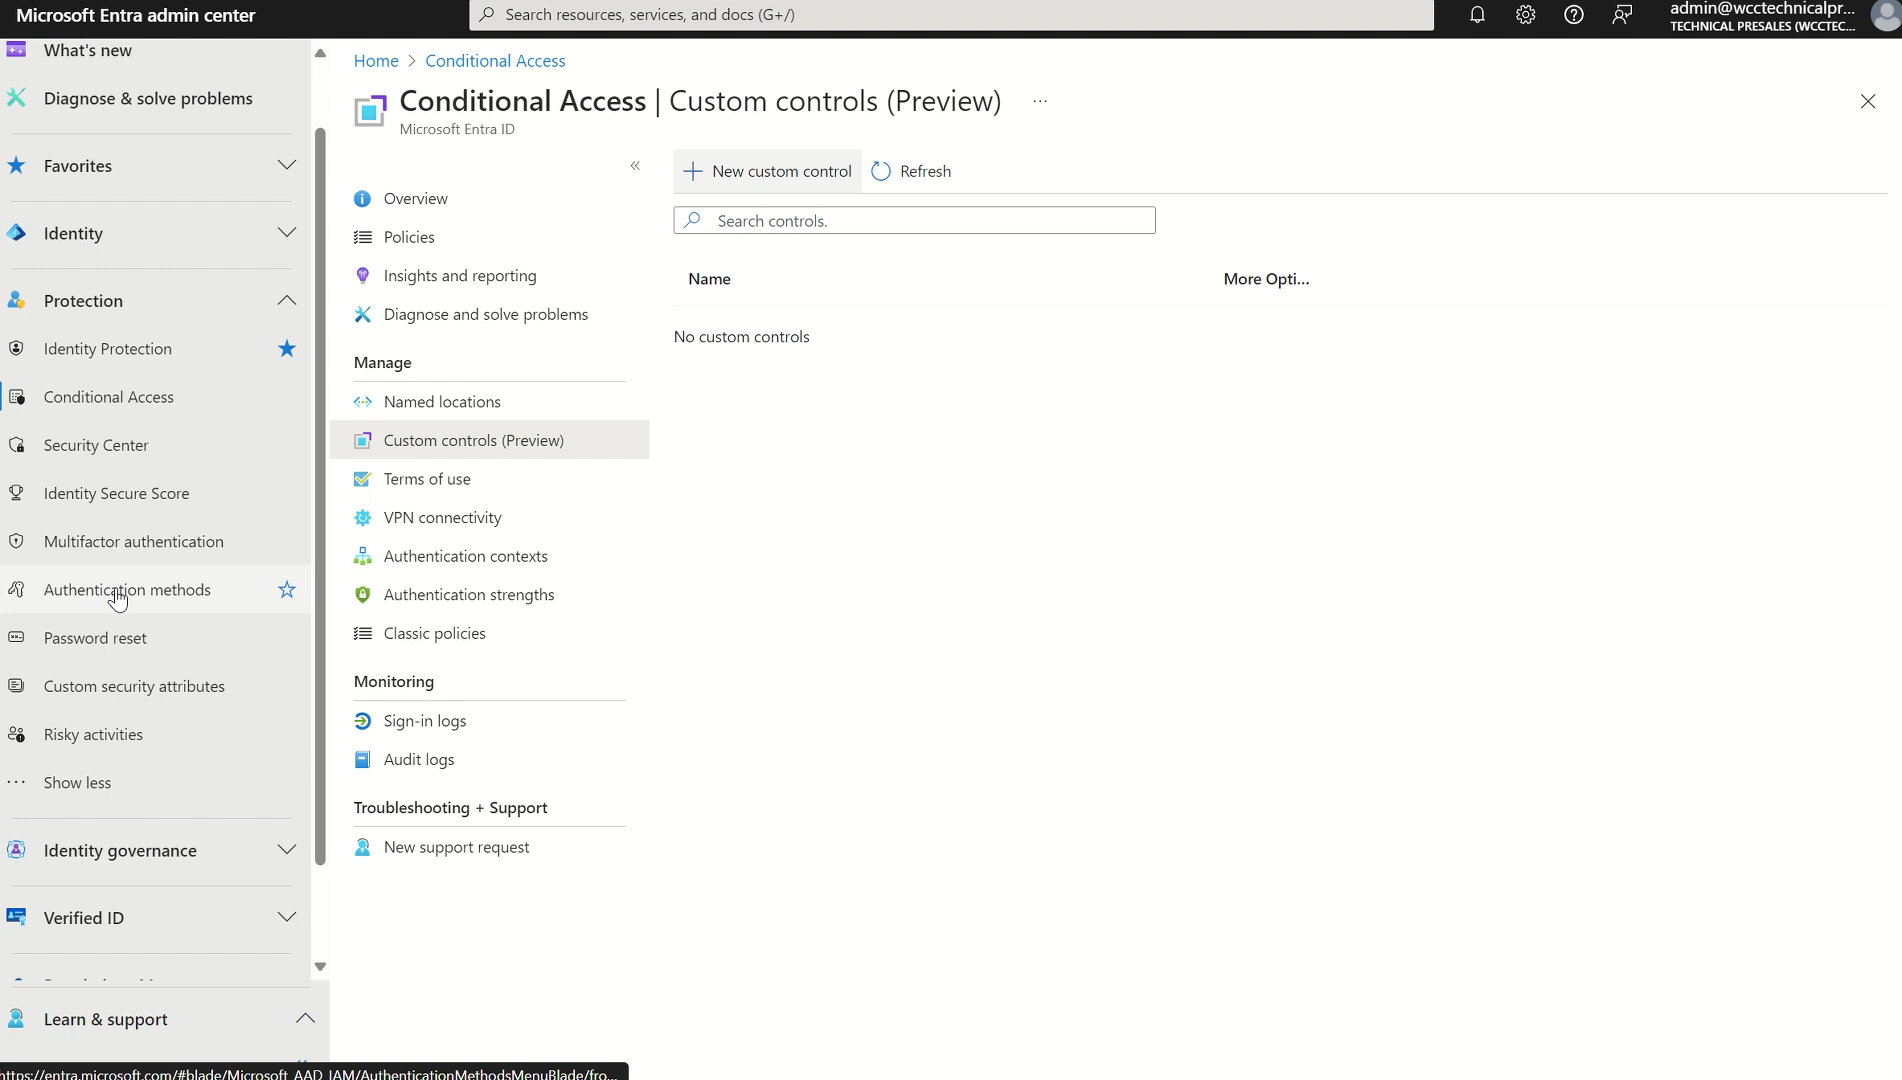 Microsoft Entra admin center
Search resources, services, and docs (G+/)
admin@wcctechnicalpr...
TECHNICAL PRESALES (WCCTEC...
What's new
Diagnose & solve problems
Favorites
Identity
Protection
Identity Protection
Conditional Access
Security Center
Identity Secure Score
Multifactor authentication
Authentication methods
Password reset
Custom security attributes
Risky activities
Show less
Identity governance
Verified ID
Learn & support
Home > Conditional Access
Conditional Access | Custom controls (Preview) ...
Microsoft Entra ID
Overview
Policies
Insights and reporting
Diagnose and solve problems
Manage
Named locations
Custom controls (Preview)
Terms of use
VPN connectivity
Authentication contexts
Authentication strengths
Classic policies
Monitoring
Sign-in logs
Audit logs
Troubleshooting + Support
New support request
New custom control
Refresh
Search controls.
Name
More Opti...
No custom controls
https://entra.microsoft.com/#blade/Microsoft_AAD_IAM/AuthenticationMethodsMenuBlade/fro...